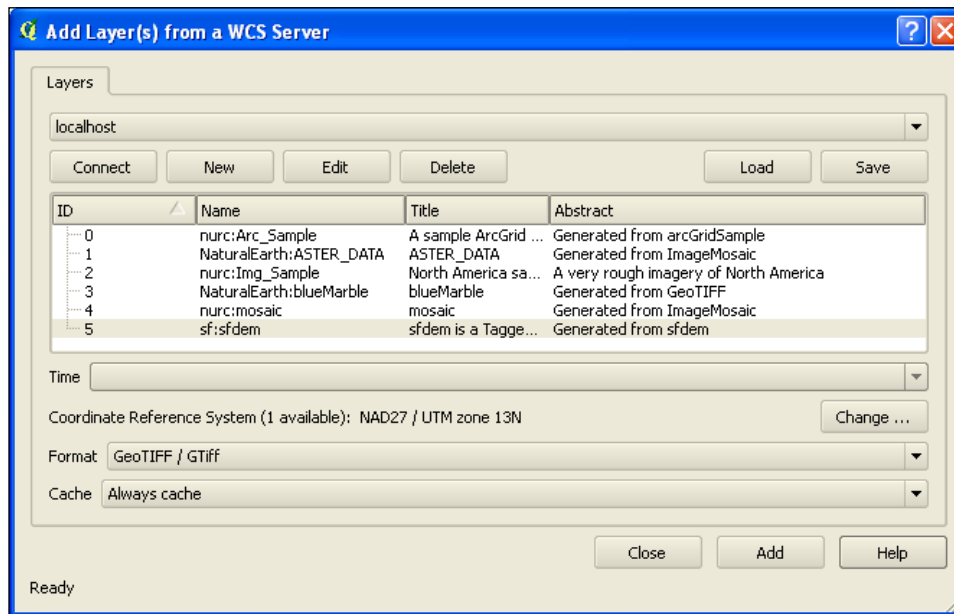 Add Layer(s) from a WCS Server
Layers
localhost
Connect New Edit Delete Load Save
ID Name Title Abstract
0 nurc:Arc_Sample A sample ArcGrid ... Generated from arcGridSample
1 NaturalEarth:ASTER_DATA ASTER_DATA Generated from ImageMosaic
2 nurc:Img_Sample North America sa... A very rough imagery of North America
3 NaturalEarth:blueMarble blueMarble Generated from GeoTIFF
4 nurc:mosaic mosaic Generated from ImageMosaic
5 sf:sfdem sfdem is a Tagge... Generated from sfdem
Time
Coordinate Reference System (1 available): NAD27 / UTM zone 13N Change ...
Format GeoTIFF / GTiff
Cache Always cache
Close Add Help
Ready